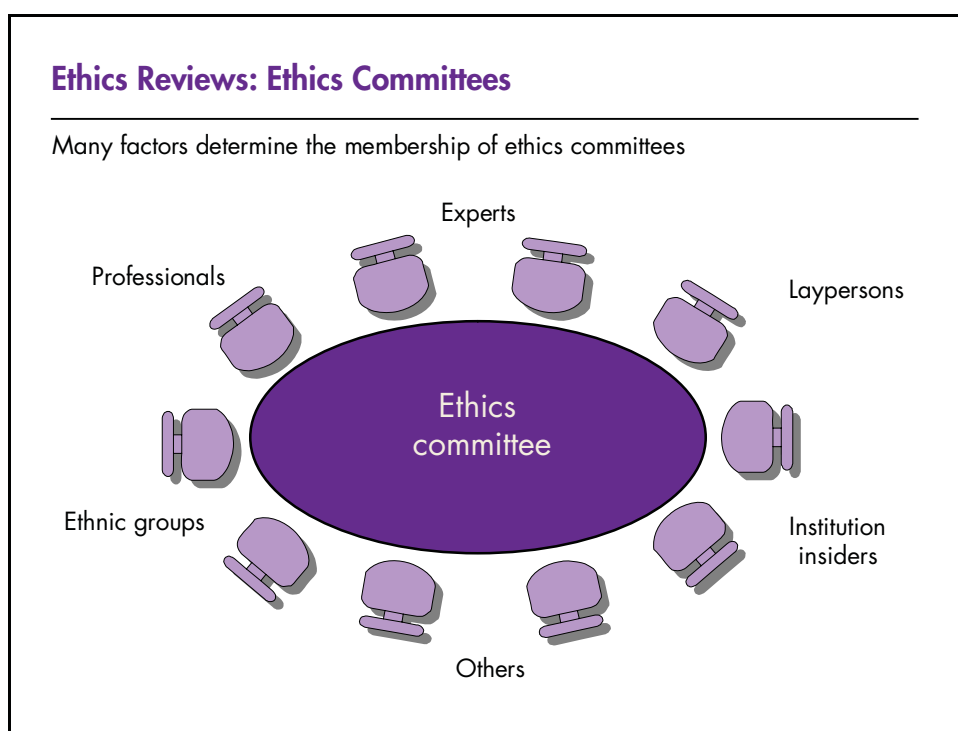 Ethics Reviews: Ethics Committees
Many factors determine the membership of ethics committees
Experts
Professionals
Laypersons
Ethics
committee
Ethnic groups
Institution
insiders
Others